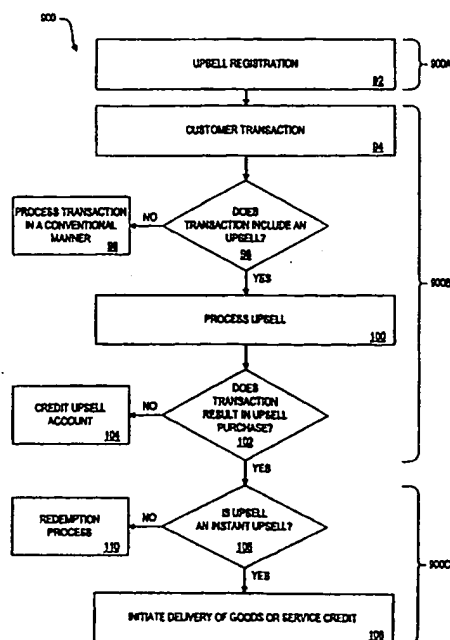 900
UPSELL REGISTRATION
92
900A
CUSTOMER TRANSACTION
94
PROCESS TRANSACTION
IN A CONVENTIONAL
MANNER
98
NO
DOES
TRANSACTION INCLUDE AN
UPSELL?
96
YES
900B
PROCESS UPSELL
100
CREDIT UPSELL
ACCOUNT
104
NO
DOES
TRANSACTION
RESULT IN UPSELL
PURCHASE?
102
YES
REDEMPTION
PROCESS
110
NO
IS UPSELL
AN INSTANT UPSELL?
106
YES
900C
INITIATE DELIVERY OF GOODS OR SERVICE CREDIT
108